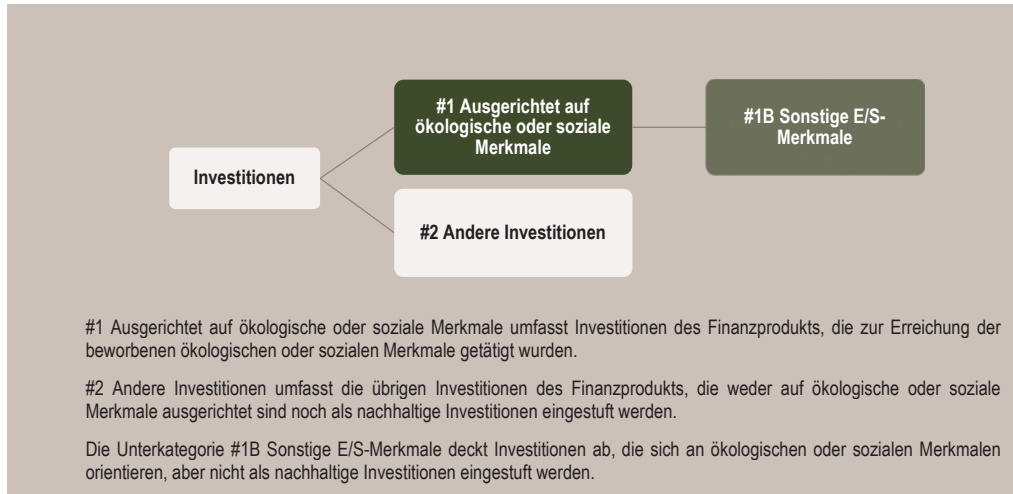 #1 Ausgerichtet auf
ökologische oder soziale
Merkmale
#1B Sonstige E/S-
Merkmale
Investitionen
#2 Andere Investitionen
#1 Ausgerichtet auf ökologische oder soziale Merkmale umfasst Investitionen des Finanzprodukts, die zur Erreichung der
beworbenen ökologischen oder sozialen Merkmale getätigt wurden.
#2 Andere Investitionen umfasst die übrigen Investitionen des Finanzprodukts, die weder auf ökologische oder soziale
Merkmale ausgerichtet sind noch als nachhaltige Investitionen eingestuft werden.
Die Unterkategorie #1B Sonstige E/S-Merkmale deckt Investitionen ab, die sich an ökologischen oder sozialen Merkmalen
orientieren, aber nicht als nachhaltige Investitionen eingestuft werden.